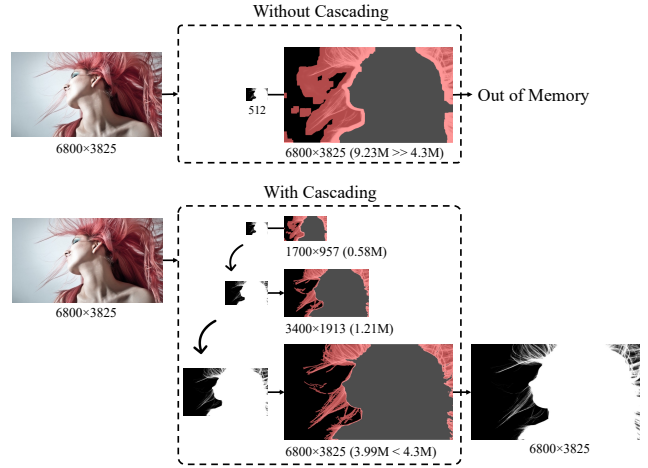 Without Cascading
512
Out of Memory
6800×3825
6800×3825 (9.23M >> 4.3M)
With Cascading
1700×957 (0.58M)
6800×3825
3400×1913 (1.21M)
6800×3825 (3.99M < 4.3M)
6800×3825